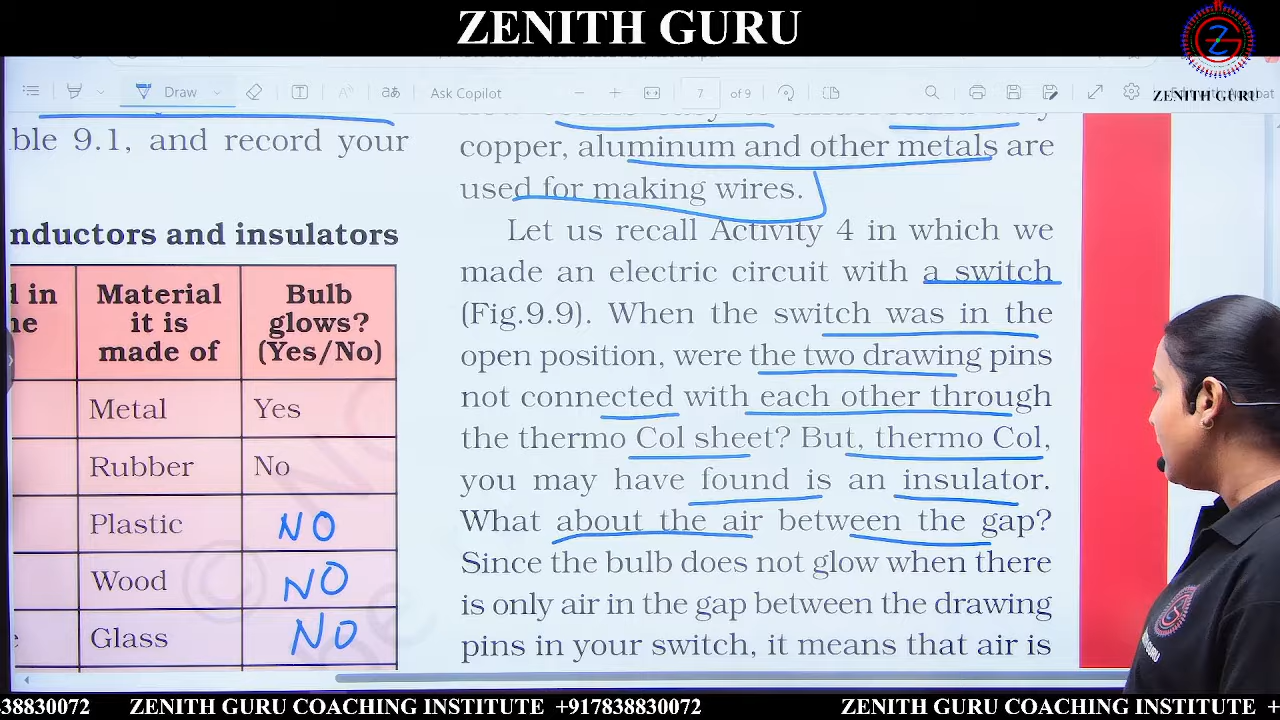 ZENITH GURU
Draw
Ask Copilot
7
of 9
ZENITH GURU
ble 9.1, and record your
nductors and insulators
Material
it is
made of
Bulb
glows?
(Yes/No)
Metal
Yes
Rubber
No
Plastic
NO
Wood
NO
Glass
NO
copper, aluminum and other metals are
used for making wires.
Let us recall Activity 4 in which we
made an electric circuit with a switch
(Fig.9.9). When the switch was in the
open position, were the two drawing pins
not connected with each other through
the thermo Col sheet? But, thermo Col,
you may have found is an insulator.
What about the air between the gap?
Since the bulb does not glow when there
is only air in the gap between the drawing
pins in your switch, it means that air is
38830072 ZENITH GURU COACHING INSTITUTE +917838830072 ZENITH GURU COACHING INSTITUTE +